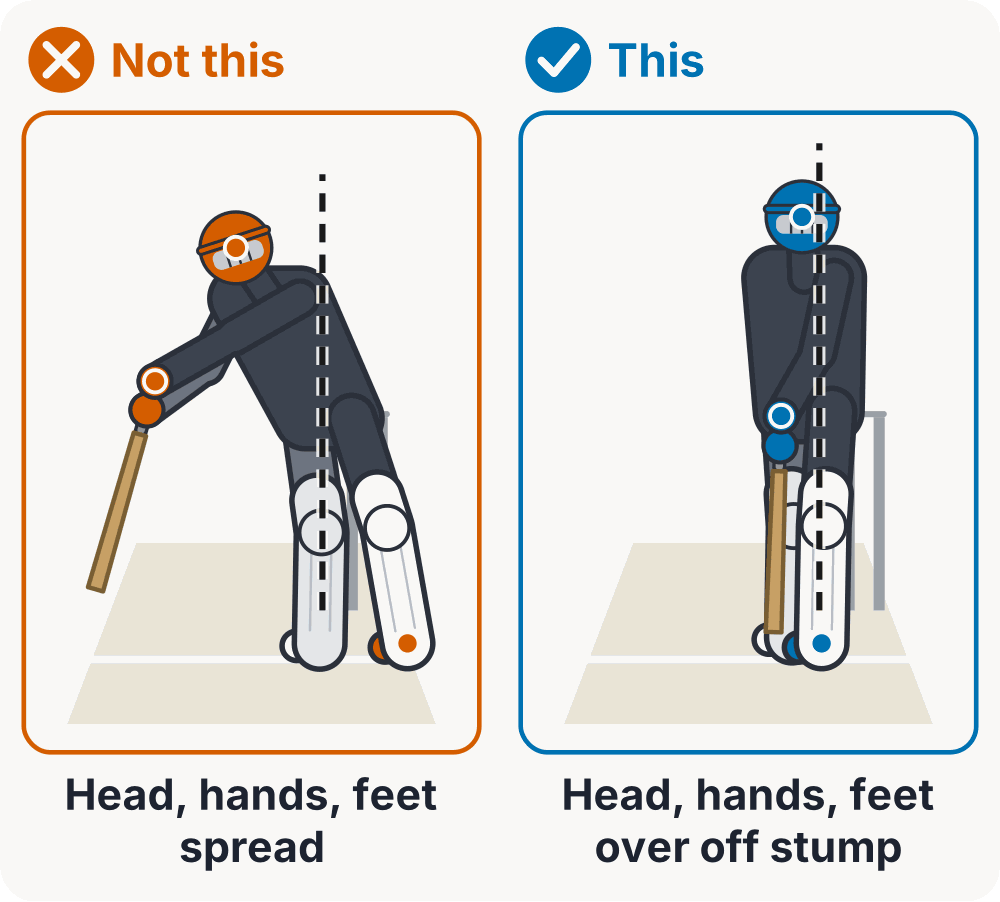 Not this
This
Head, hands, feet
spread
Head, hands, feet
over off stump